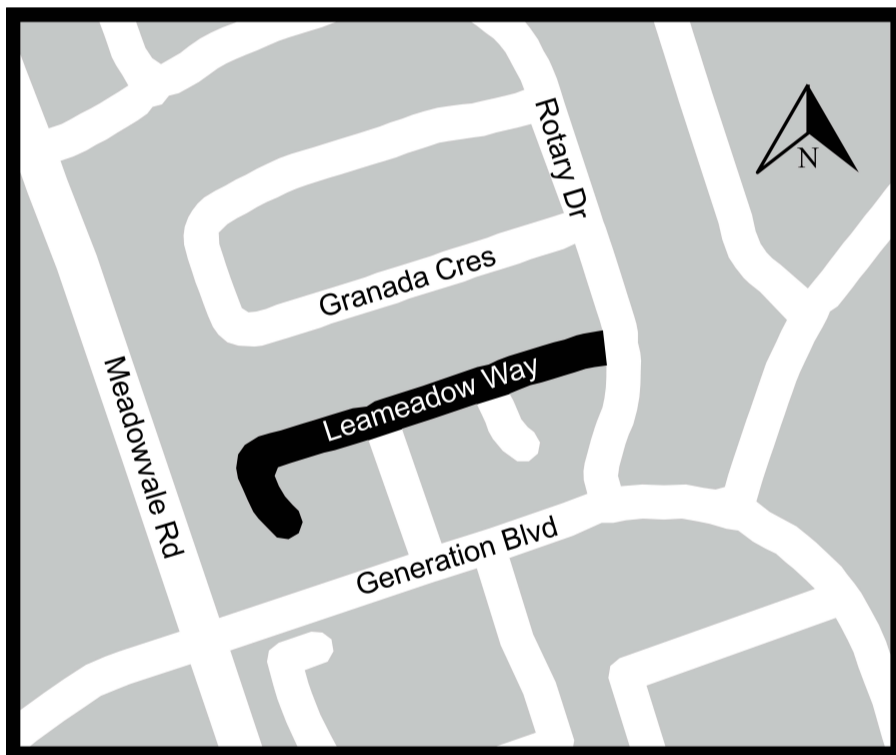 Rotary Dr
N
Granada Cres
Leameadow Way
Meadowvale Rd
Generation Blvd